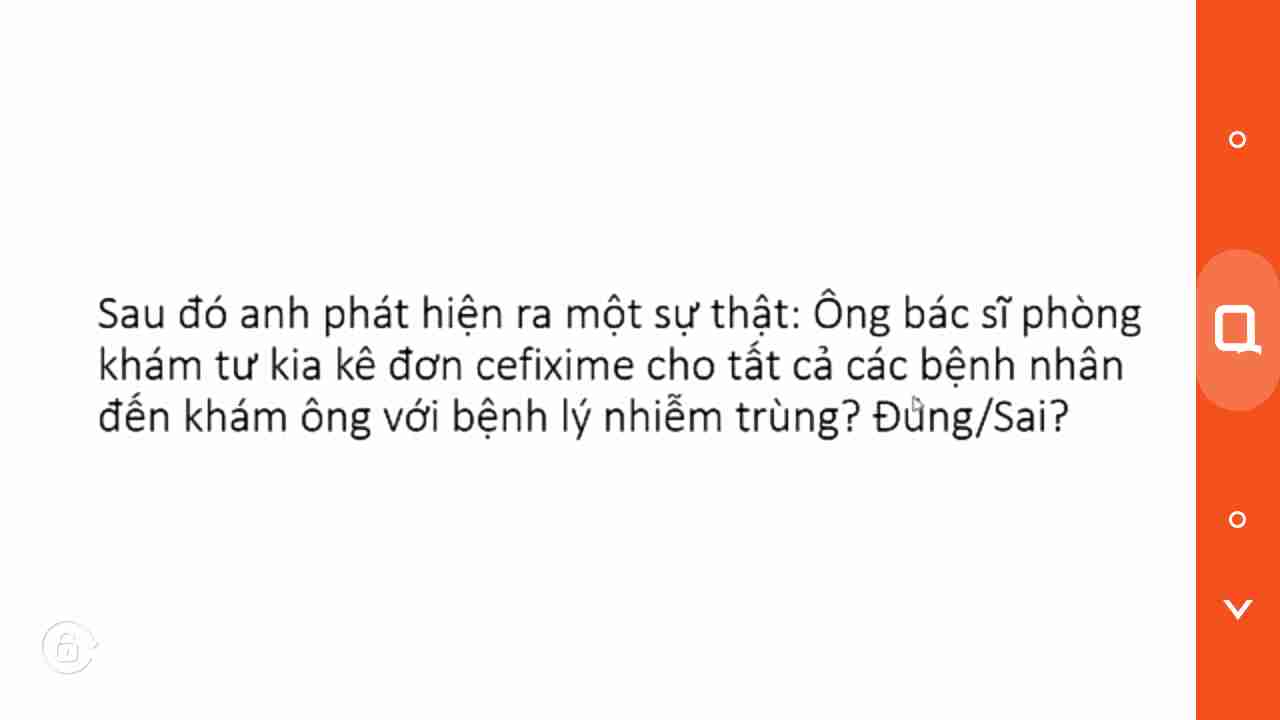 Sau đó anh phát hiện ra một sự thật: Ông bác sĩ phòng
khám tư kia kê đơn cefixime cho tất cả các bệnh nhân
đến khám ông với bệnh lý nhiễm trùng? Đúng/Sai?